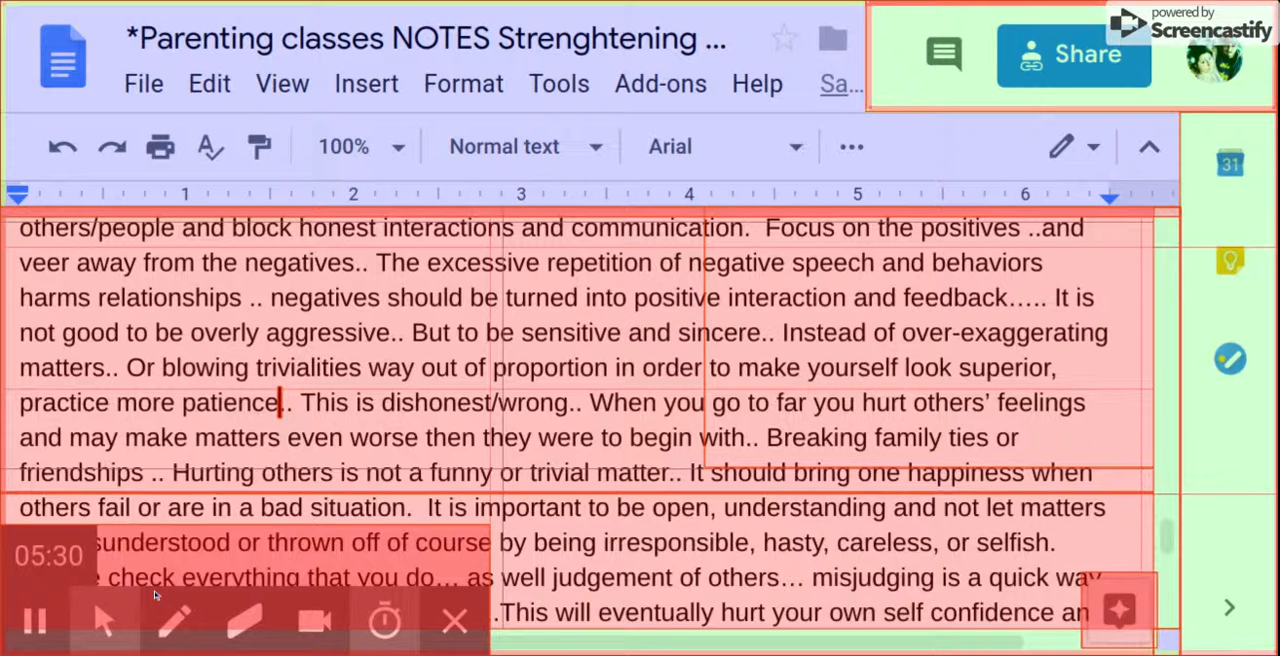 powered by
Screencastify
*Parenting classes NOTES Strenghtening ...
Share
File Edit View Insert Format Tools Add-ons Help Sa...
100% Normal text Arial
31
1 2 3 4 5 6
others/people and block honest interactions and communication.  Focus on the positives ..and
veer away from the negatives.. The excessive repetition of negative speech and behaviors
harms relationships .. negatives should be turned into positive interaction and feedback….. It is
not good to be overly aggressive.. But to be sensitive and sincere.. Instead of over-exaggerating
matters.. Or blowing trivialities way out of proportion in order to make yourself look superior,
practice more patience.. This is dishonest/wrong.. When you go to far you hurt others’ feelings
and may make matters even worse then they were to begin with.. Breaking family ties or
friendships .. Hurting others is not a funny or trivial matter.. It should bring one happiness when
others fail or are in a bad situation.  It is important to be open, understanding and not let matters
sunderstood or thrown off of course by being irresponsible, hasty, careless, or selfish.
check everything that you do… as well judgement of others… misjudging is a quick way
.This will eventually hurt your own self confidence an
05:30